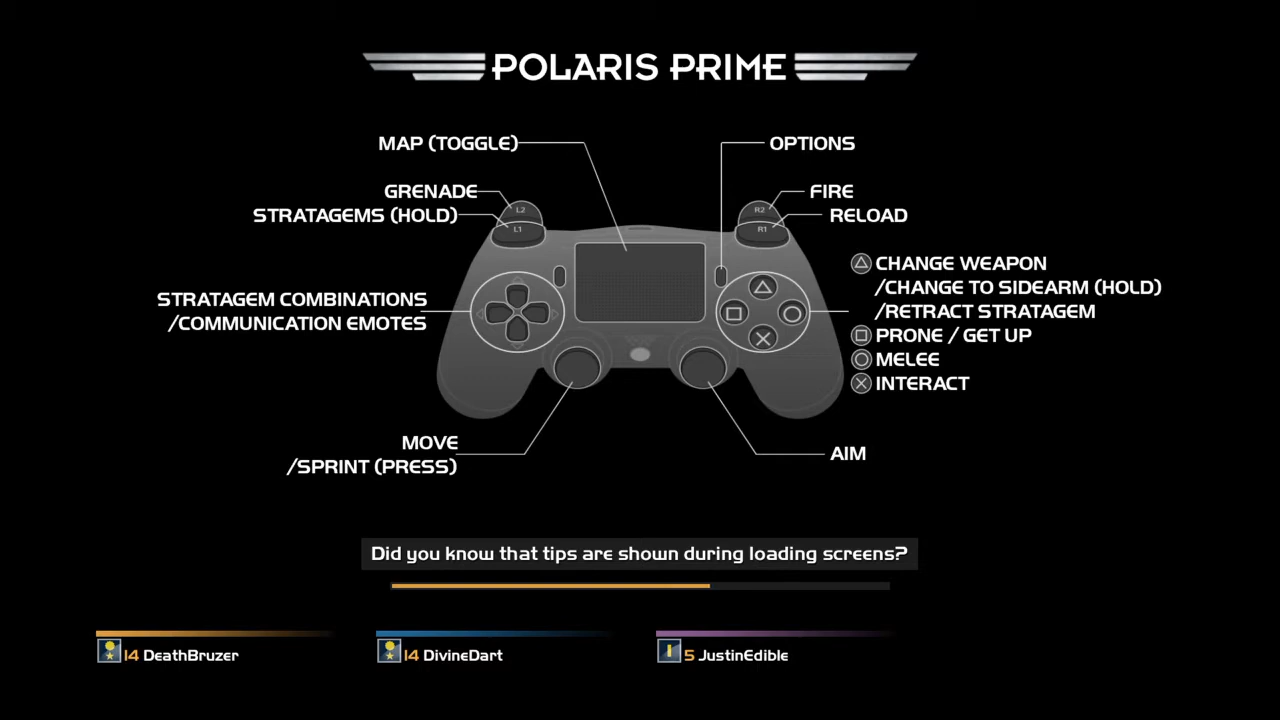 POLARIS PRIME
MAP (TOGGLE)
OPTIONS
GRENADE
FIRE
STRATAGEMS (HOLD)
RELOAD
L2
L1
R2
R1
CHANGE WEAPON
/CHANGE TO SIDEARM (HOLD)
/RETRACT STRATAGEM
PRONE / GET UP
MELEE
INTERACT
STRATAGEM COMBINATIONS
/COMMUNICATION EMOTES
MOVE
/SPRINT (PRESS)
AIM
Did you know that tips are shown during loading screens?
14 DeathBruzer
14 DivineDart
5 JustinEdible